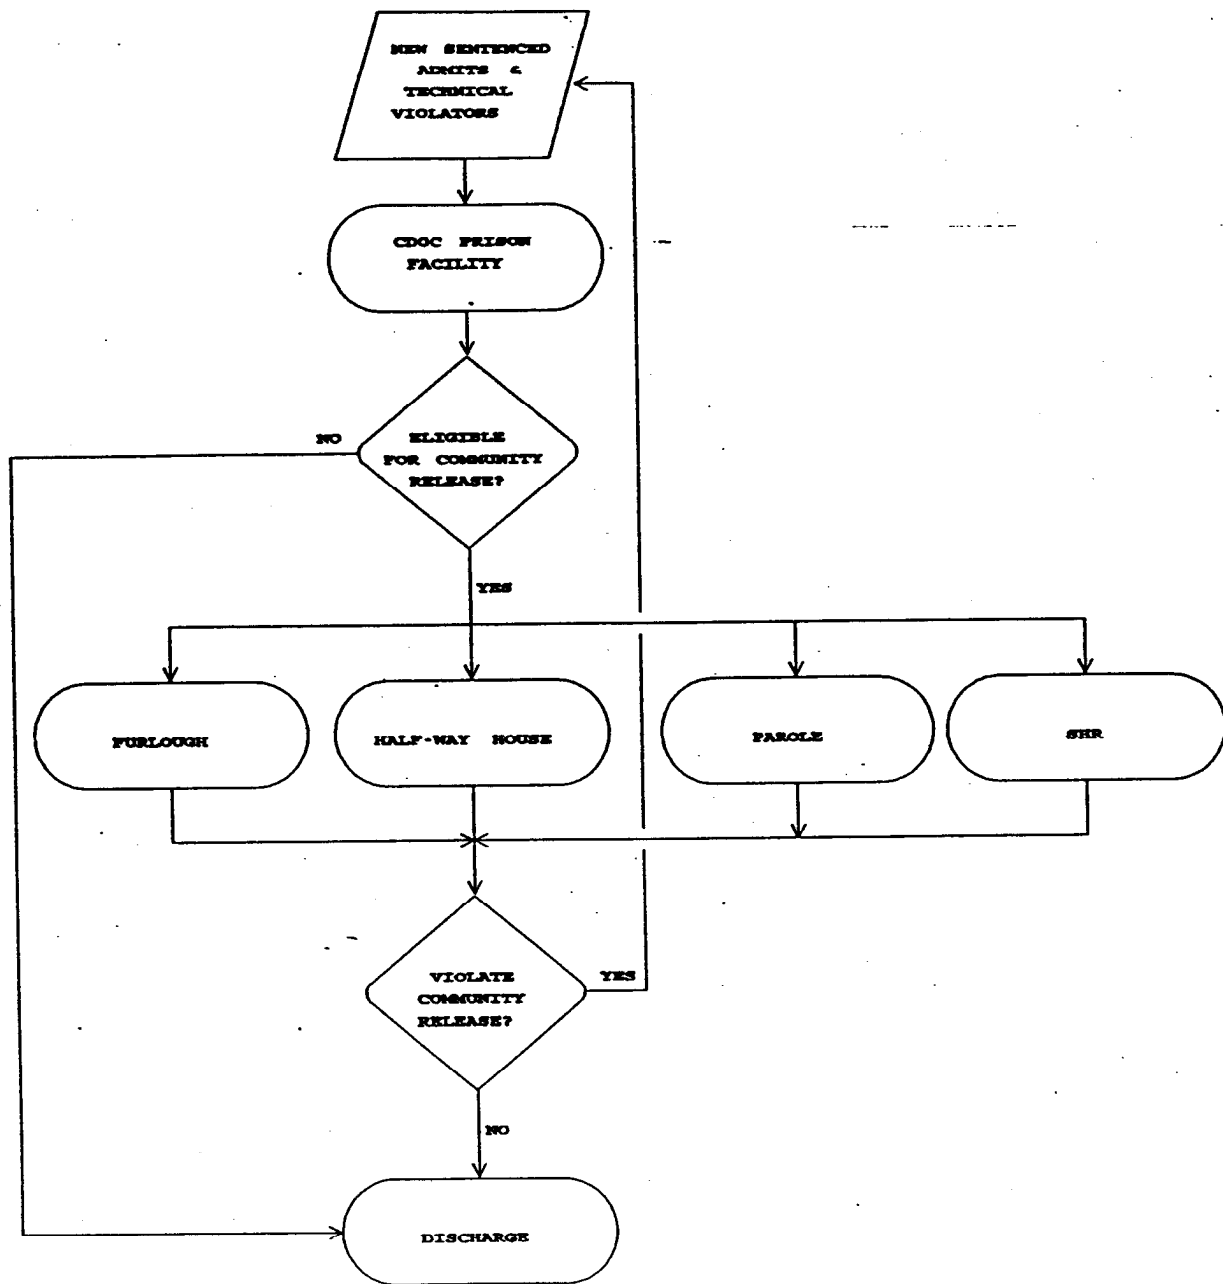 NEW SENTENCED
ADMITS &
TECHNICAL
VIOLATORS
CDOC PRISON
FACILITY
NO
ELIGIBLE
FOR COMMUNITY
RELEASE?
YES
FURLOUGH
HALF-WAY HOUSE
PAROLE
SHR
VIOLATE
COMMUNITY
RELEASE?
YES
NO
DISCHARGE